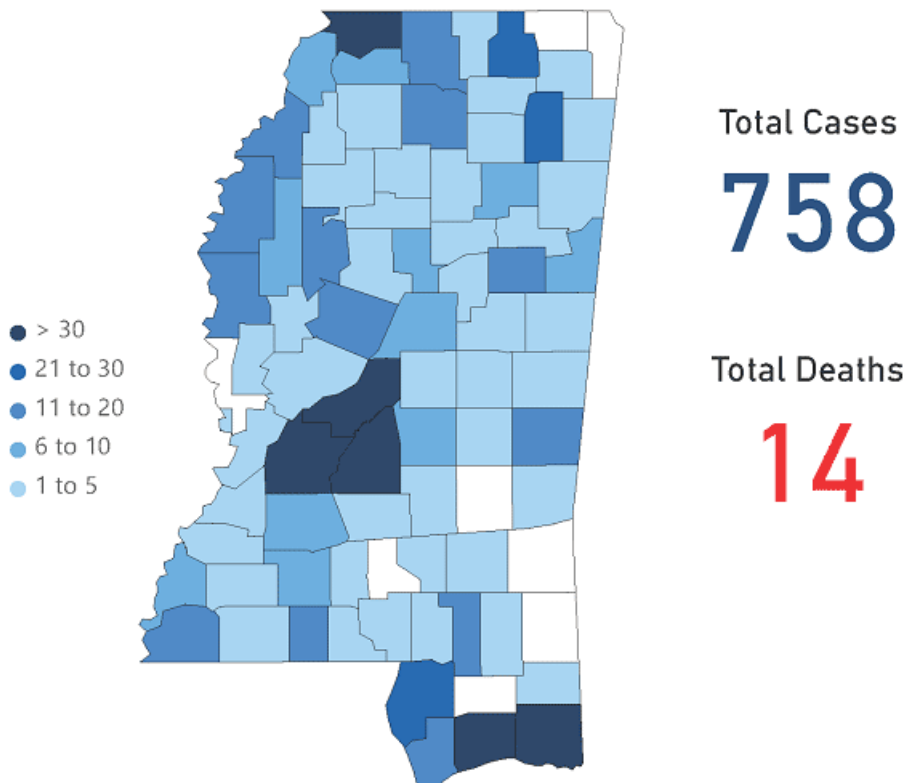 Total Cases
758
> 30
21 to 30
11 to 20
6 to 10
1 to 5
Total Deaths
14